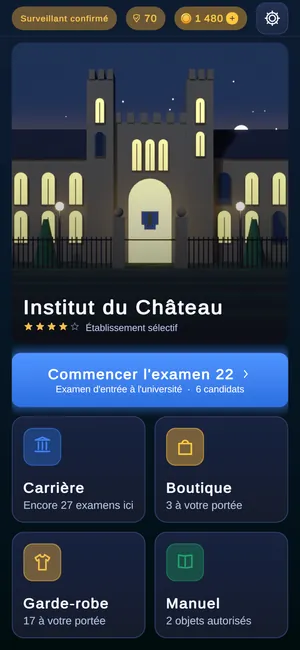 Surveillant confirmé
70
1 480
Institut du Château
Établissement sélectif
Commencer l'examen 22
Examen d'entrée à l'université · 6 candidats
Carrière
Encore 27 examens ici
Boutique
3 à votre portée
Garde-robe
17 à votre portée
Manuel
2 objets autorisés